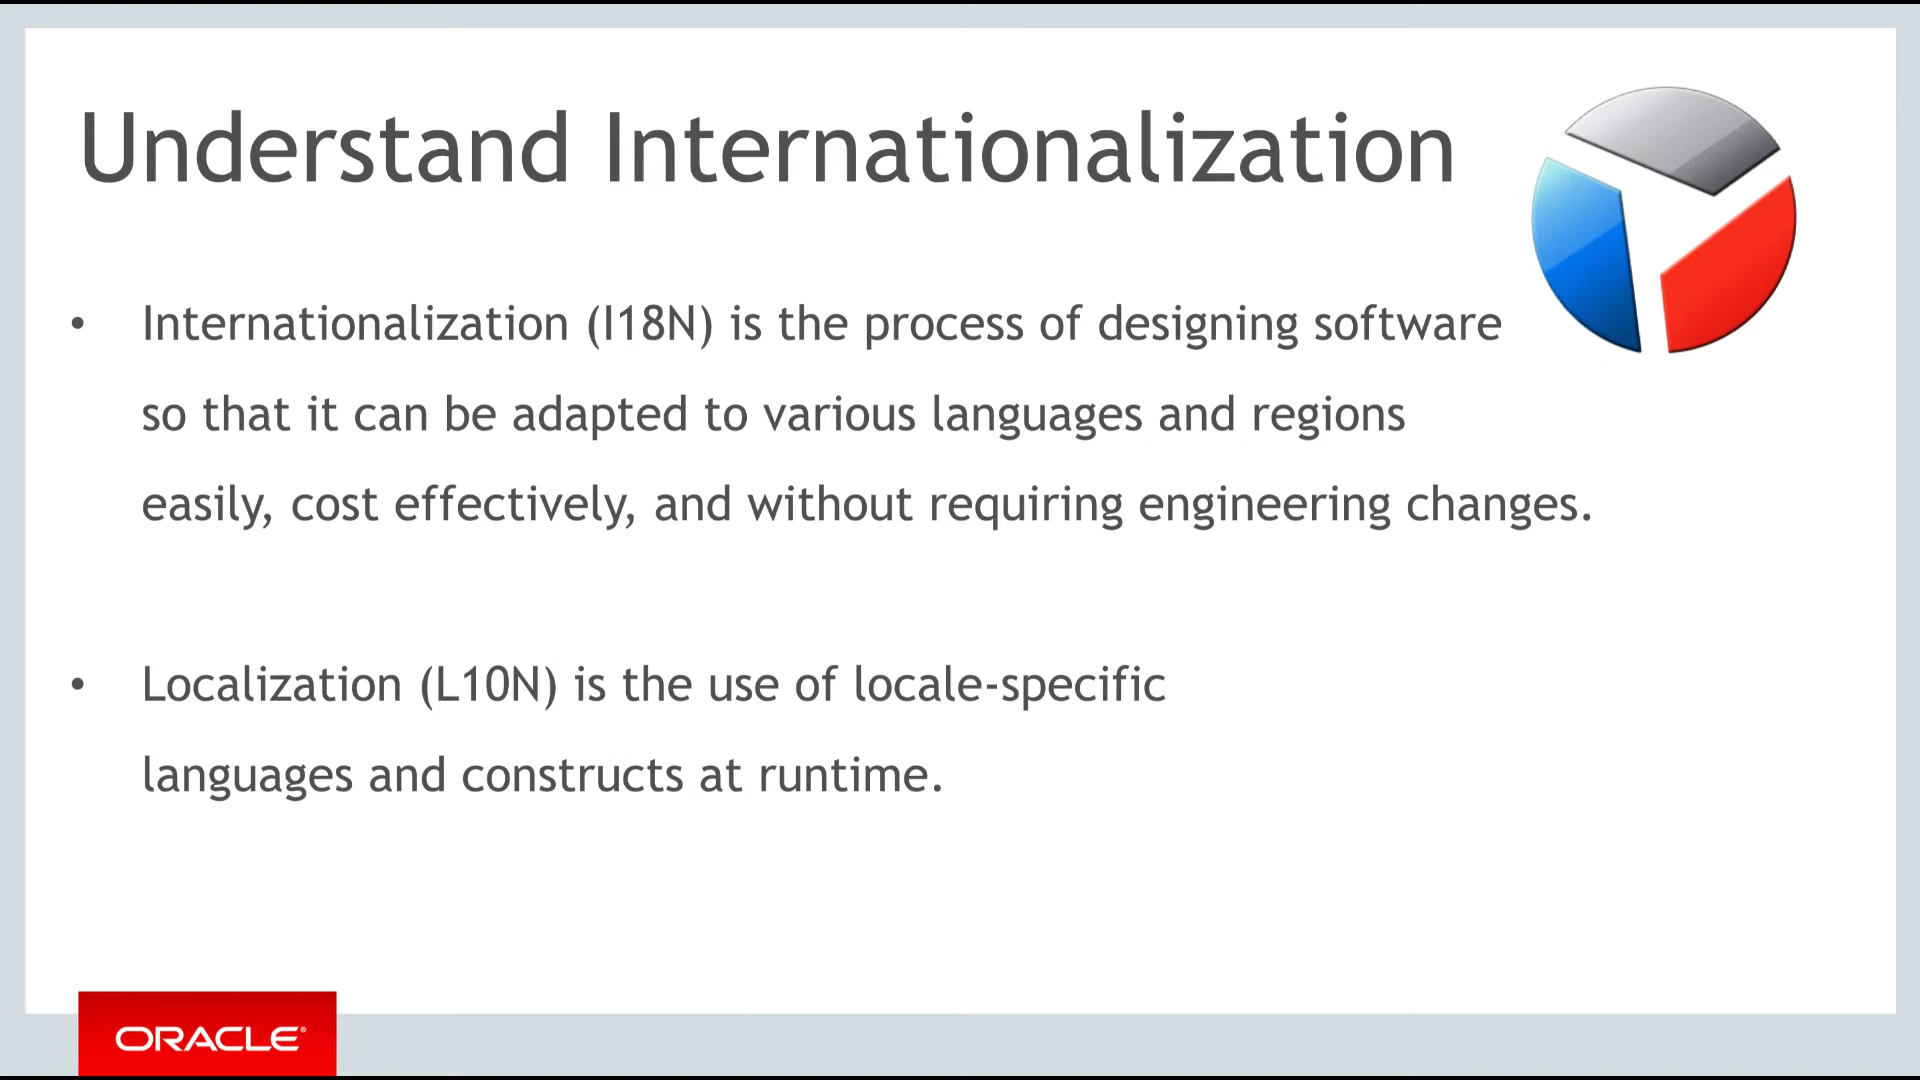 Understand Internationalization
• Internationalization (I18N) is the process of designing software
so that it can be adapted to various languages and regions
easily, cost effectively, and without requiring engineering changes.
• Localization (L10N) is the use of locale-specific
languages and constructs at runtime.
ORACLE®